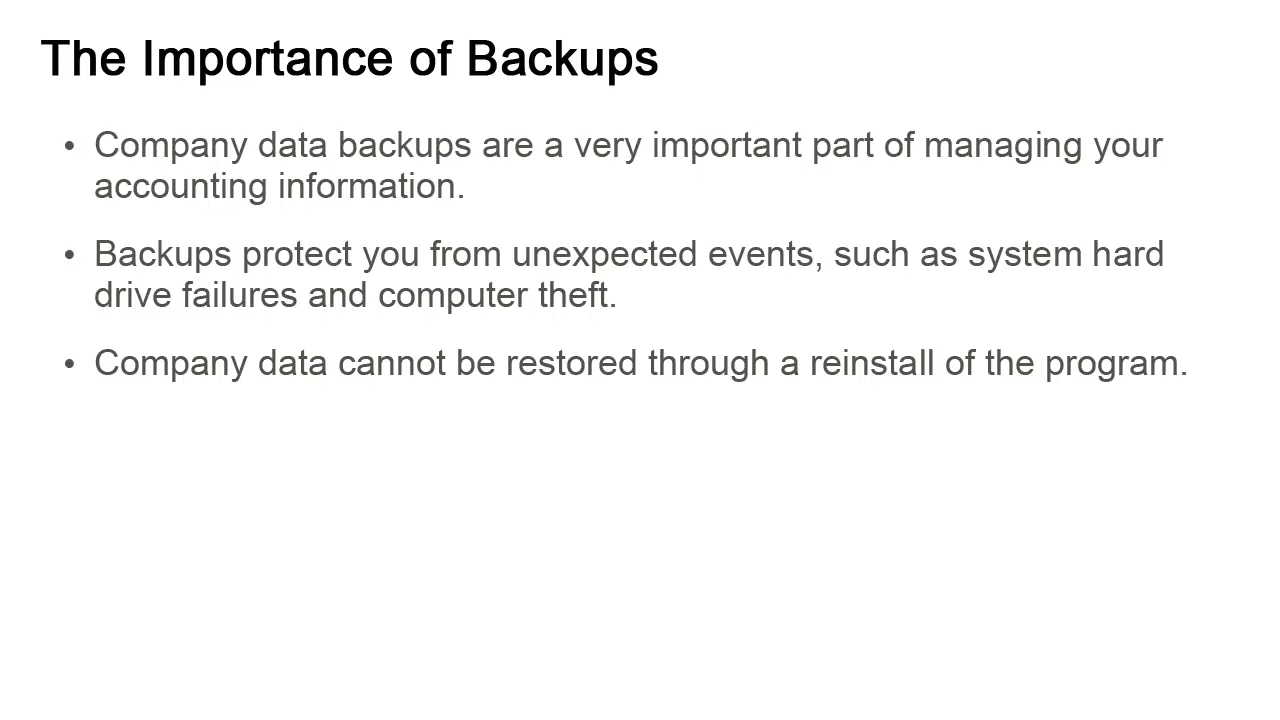 The Importance of Backups
• Company data backups are a very important part of managing your
accounting information.
• Backups protect you from unexpected events, such as system hard
drive failures and computer theft.
• Company data cannot be restored through a reinstall of the program.